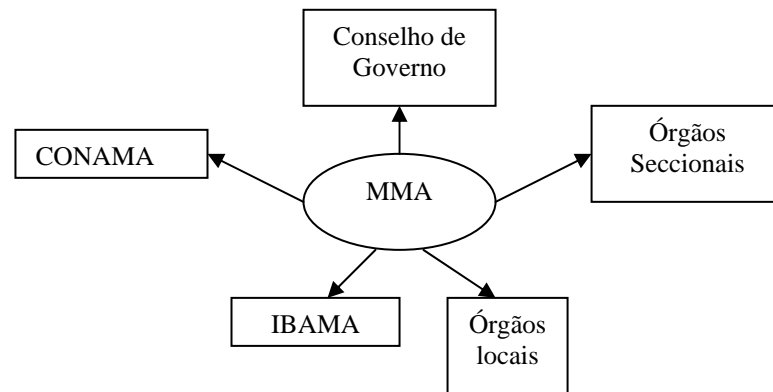 Conselho de
Governo
CONAMA
Órgãos
Seccionais
MMA
IBAMA
Órgãos
locais